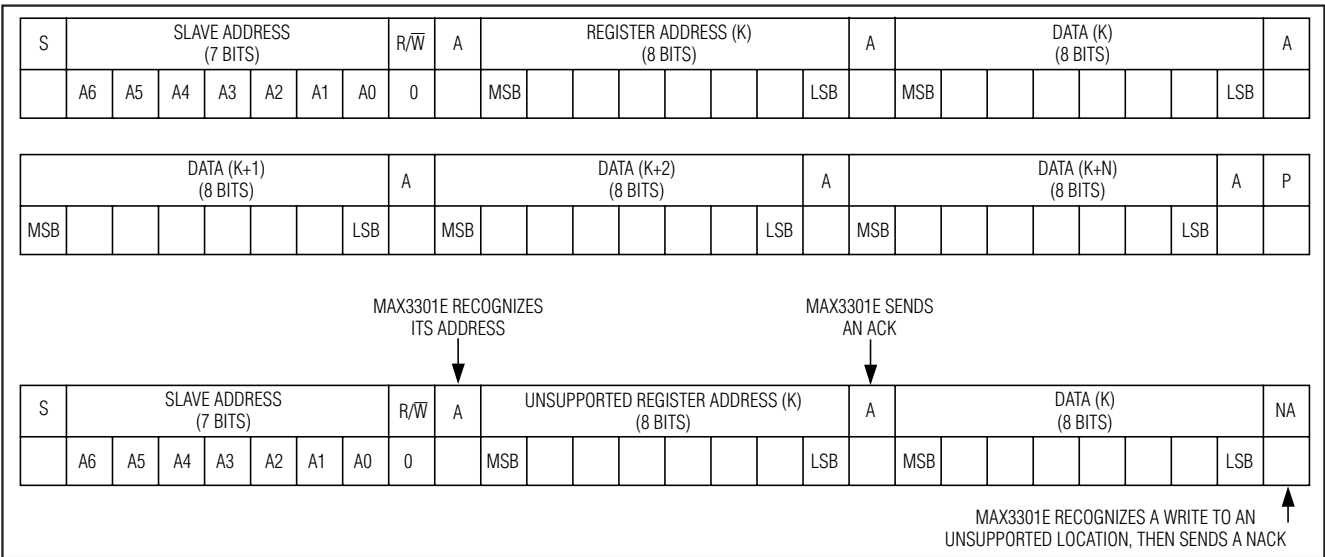 S SLAVE ADDRESS R/W̅ A REGISTER ADDRESS (K) A DATA (K) A
(7 BITS) (8 BITS) (8 BITS)
A6 A5 A4 A3 A2 A1 A0 0 MSB LSB MSB LSB
DATA (K+1) A DATA (K+2) A DATA (K+N) A P
(8 BITS) (8 BITS) (8 BITS)
MSB LSB MSB LSB MSB LSB
MAX3301E RECOGNIZES
ITS ADDRESS
MAX3301E SENDS
AN ACK
S SLAVE ADDRESS R/W̅ A UNSUPPORTED REGISTER ADDRESS (K) A DATA (K) NA
(7 BITS) (8 BITS) (8 BITS)
A6 A5 A4 A3 A2 A1 A0 0 MSB LSB MSB LSB
MAX3301E RECOGNIZES A WRITE TO AN
UNSUPPORTED LOCATION, THEN SENDS A NACK